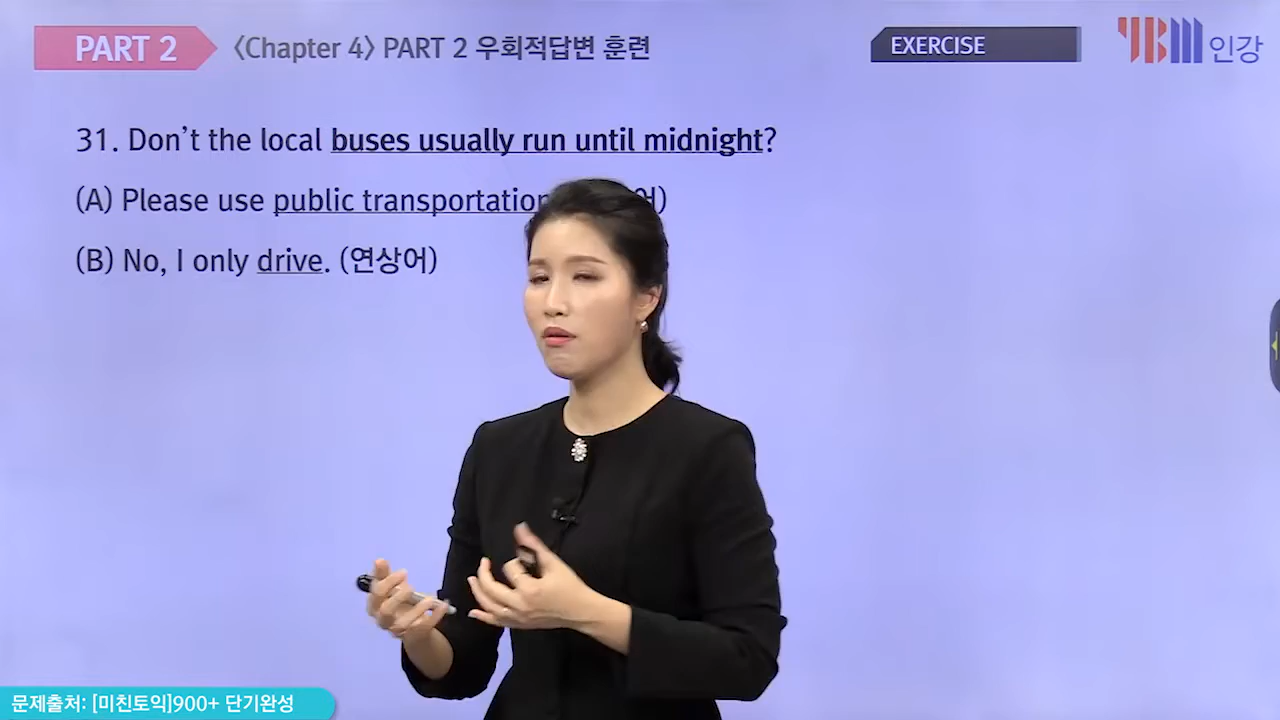 PART 2
〈Chapter 4〉 PART 2 우회적답변 훈련
EXERCISE
YBM 인강
31. Don't the local buses usually run until midnight?
(A) Please use public transportation
(B) No, I only drive. (연상어)
문제출처: [미친토익]900+ 단기완성